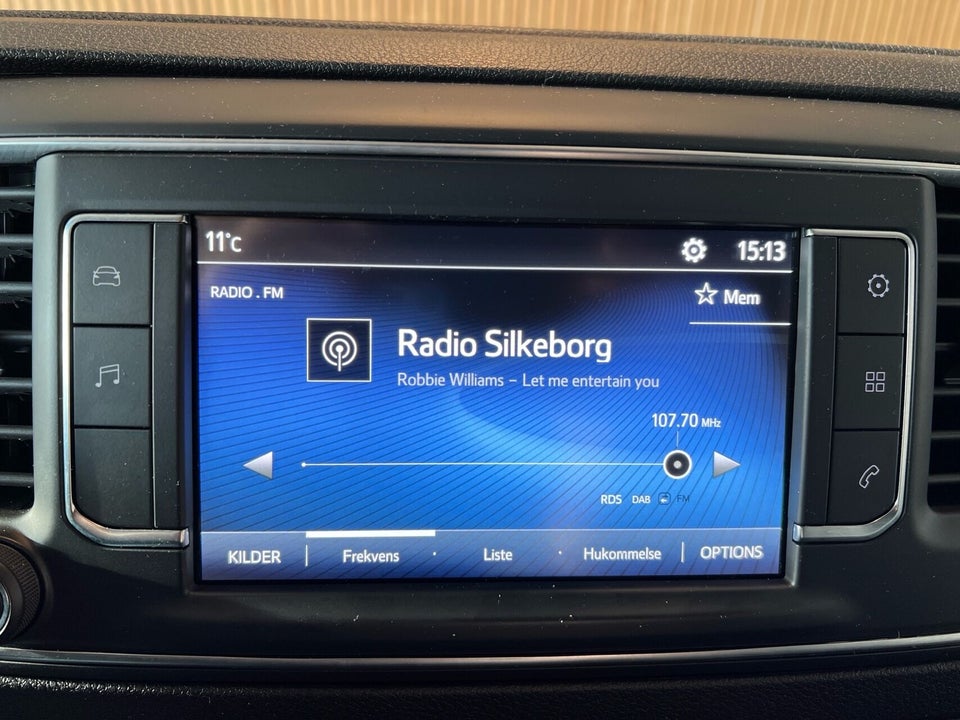 11°C
15:13
RADIO . FM
Mem
Radio Silkeborg
Robbie Williams – Let me entertain you
107.70 MHz
RDS DAB FM
KILDER Frekvens Liste Hukommelse OPTIONS